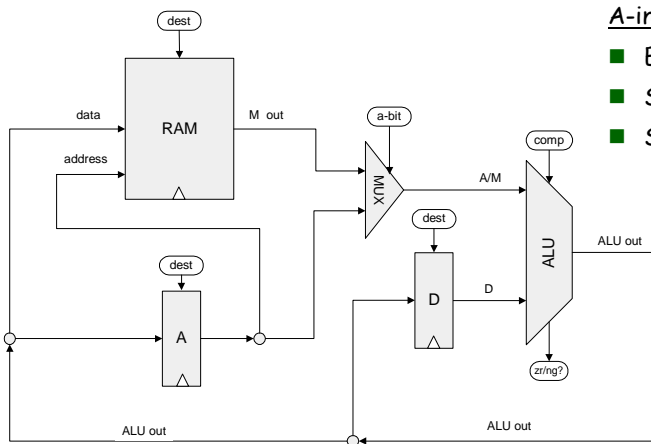 dest
A-in
RAM
data
M out
a-bit
address
MUX
comp
A/M
ALU
ALU out
dest
D
D
dest
A
zr/ng?
ALU out
ALU out